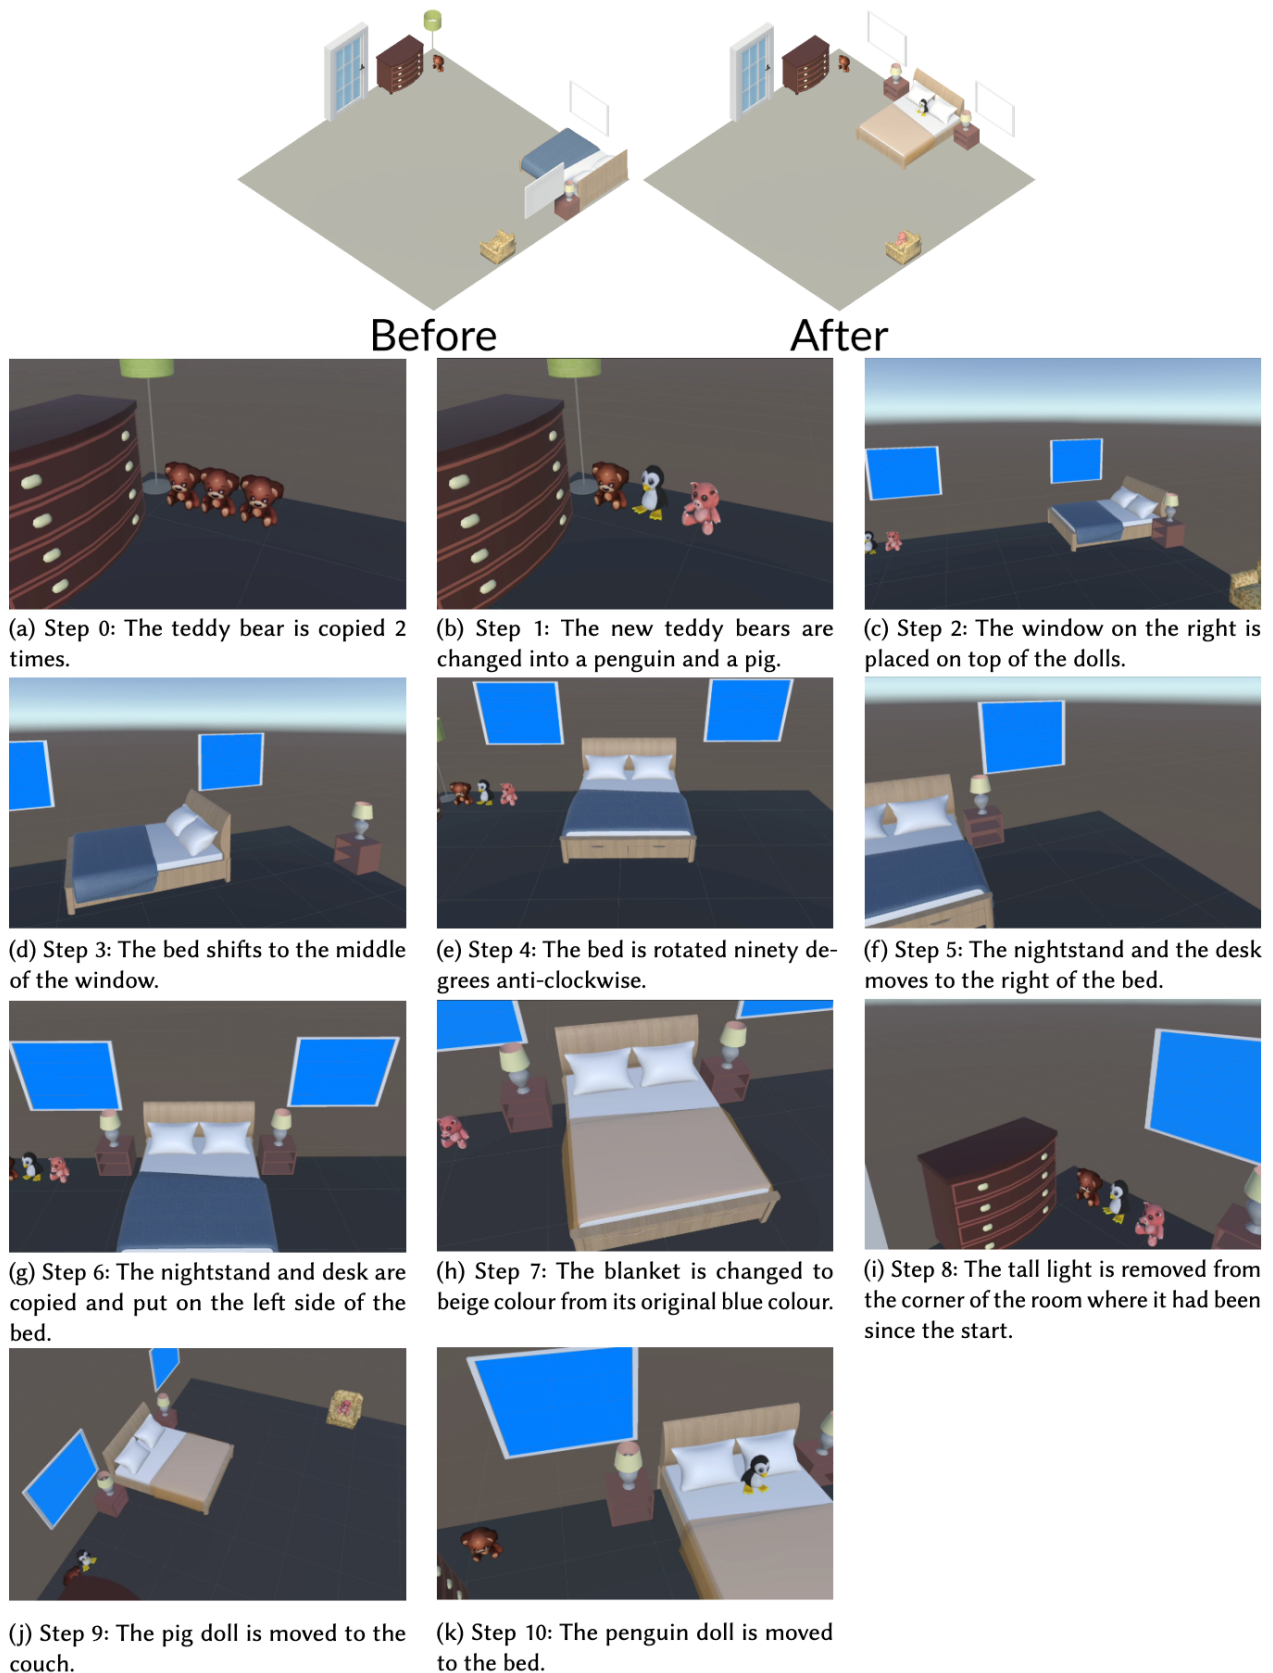 Before
After
(a) Step 0: The teddy bear is copied 2
times.
(b) Step 1: The new teddy bears are
changed into a penguin and a pig.
(c) Step 2: The window on the right is
placed on top of the dolls.
(d) Step 3: The bed shifts to the middle
of the window.
(e) Step 4: The bed is rotated ninety de-
grees anti-clockwise.
(f) Step 5: The nightstand and the desk
moves to the right of the bed.
(g) Step 6: The nightstand and desk are
copied and put on the left side of the
bed.
(h) Step 7: The blanket is changed to
beige colour from its original blue colour.
(i) Step 8: The tall light is removed from
the corner of the room where it had been
since the start.
(j) Step 9: The pig doll is moved to the
couch.
(k) Step 10: The penguin doll is moved
to the bed.